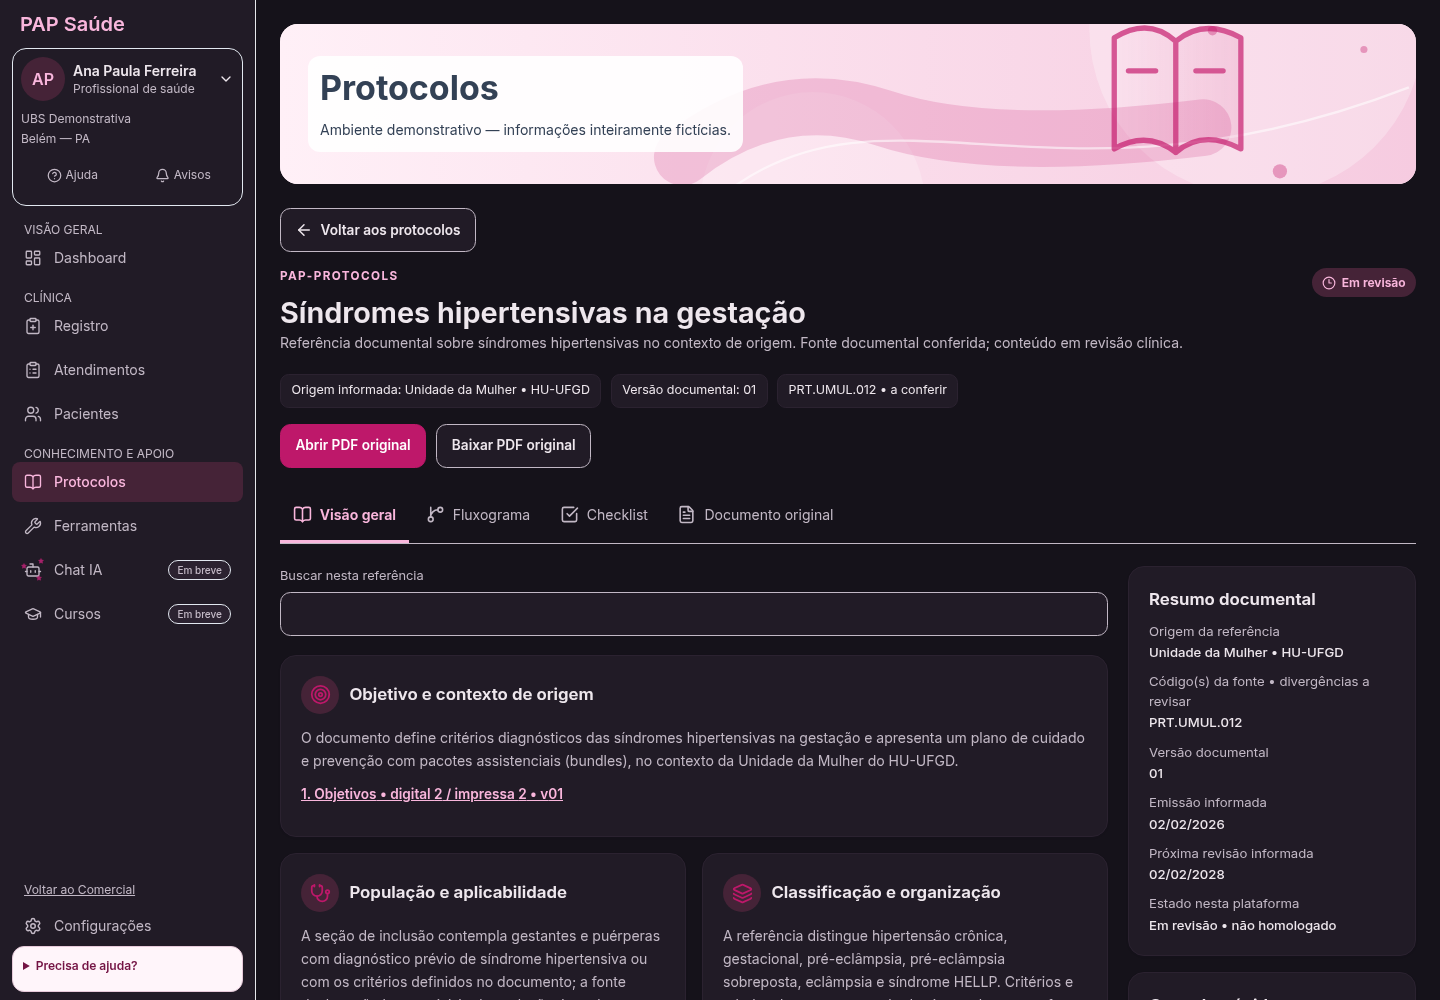 PAP Saúde
AP
Ana Paula Ferreira
Profissional de saúde
UBS Demonstrativa
Belém — PA
Ajuda
Avisos
VISÃO GERAL
Dashboard
CLÍNICA
Registro
Atendimentos
Pacientes
CONHECIMENTO E APOIO
Protocolos
Ferramentas
Chat IA
Em breve
Cursos
Em breve
Voltar ao Comercial
Configurações
Precisa de ajuda?
Protocolos
Ambiente demonstrativo — informações inteiramente fictícias.
Voltar aos protocolos
PAP-PROTOCOLS
Em revisão
Síndromes hipertensivas na gestação
Referência documental sobre síndromes hipertensivas no contexto de origem. Fonte documental conferida; conteúdo em revisão clínica.
Origem informada: Unidade da Mulher • HU-UFGD
Versão documental: 01
PRT.UMUL.012 • a conferir
Abrir PDF original
Baixar PDF original
Visão geral
Fluxograma
Checklist
Documento original
Buscar nesta referência
Objetivo e contexto de origem
O documento define critérios diagnósticos das síndromes hipertensivas na gestação e apresenta um plano de cuidado
e prevenção com pacotes assistenciais (bundles), no contexto da Unidade da Mulher do HU-UFGD.
1. Objetivos • digital 2 / impressa 2 • v01
População e aplicabilidade
A seção de inclusão contempla gestantes e puérperas
com diagnóstico prévio de síndrome hipertensiva ou
com os critérios definidos no documento; a fonte
Classificação e organização
A referência distingue hipertensão crônica,
gestacional, pré-eclâmpsia, pré-eclâmpsia
sobreposta, eclâmpsia e síndrome HELLP. Critérios e
Resumo documental
Origem da referência
Unidade da Mulher • HU-UFGD
Código(s) da fonte • divergências a
revisar
PRT.UMUL.012
Versão documental
01
Emissão informada
02/02/2026
Próxima revisão informada
02/02/2028
Estado nesta plataforma
Em revisão • não homologado